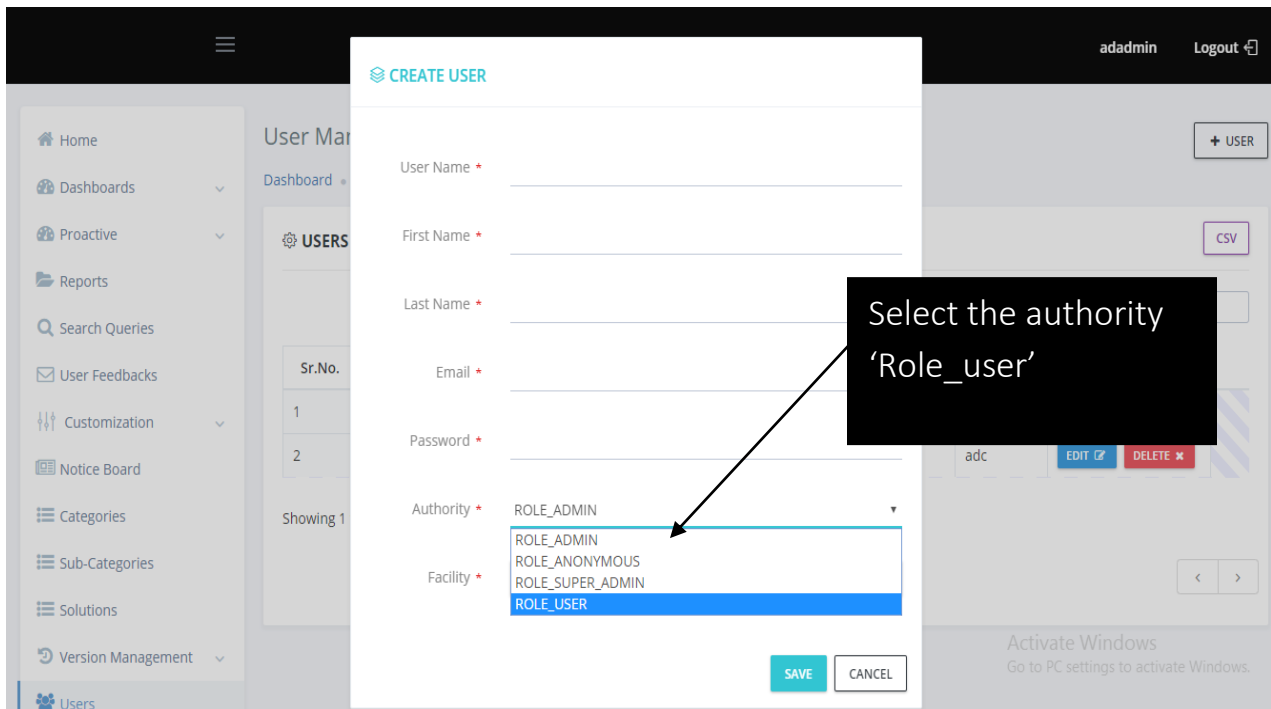 adadmin
Logout
CREATE USER
Home
Dashboards
Proactive
Reports
Search Queries
User Feedbacks
Customization
Notice Board
Categories
Sub-Categories
Solutions
Version Management
Users
User Mar
+ USER
Dashboard
USERS
CSV
Sr.No.
1
2
adc
EDIT
DELETE ×
Showing 1
User Name *
First Name *
Last Name *
Email *
Password *
Authority * ROLE_ADMIN
ROLE_ADMIN
ROLE_ANONYMOUS
ROLE_SUPER_ADMIN
ROLE_USER
Facility *
SAVE
CANCEL
Select the authority
‘Role_user’
Activate Windows
Go to PC settings to activate Windows.